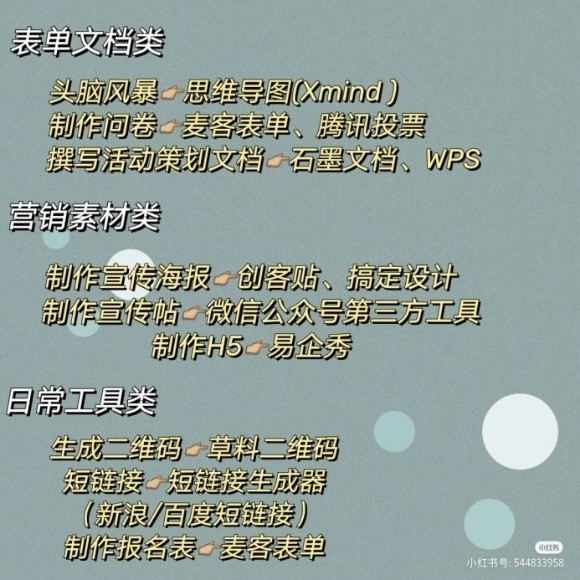 表单文档类
头脑风暴👉思维导图(Xmind )
制作问卷👉麦客表单、腾讯投票
撰写活动策划文档👉石墨文档、WPS
营销素材类
制作宣传海报👉创客贴、搞定设计
制作宣传帖👉微信公众号第三方工具
制作H5👉易企秀
日常工具类
生成二维码👉草料二维码
短链接👉短链接生成器
（新浪/百度短链接）
制作报名表👉麦客表单
小红书
小红书号: 544833958